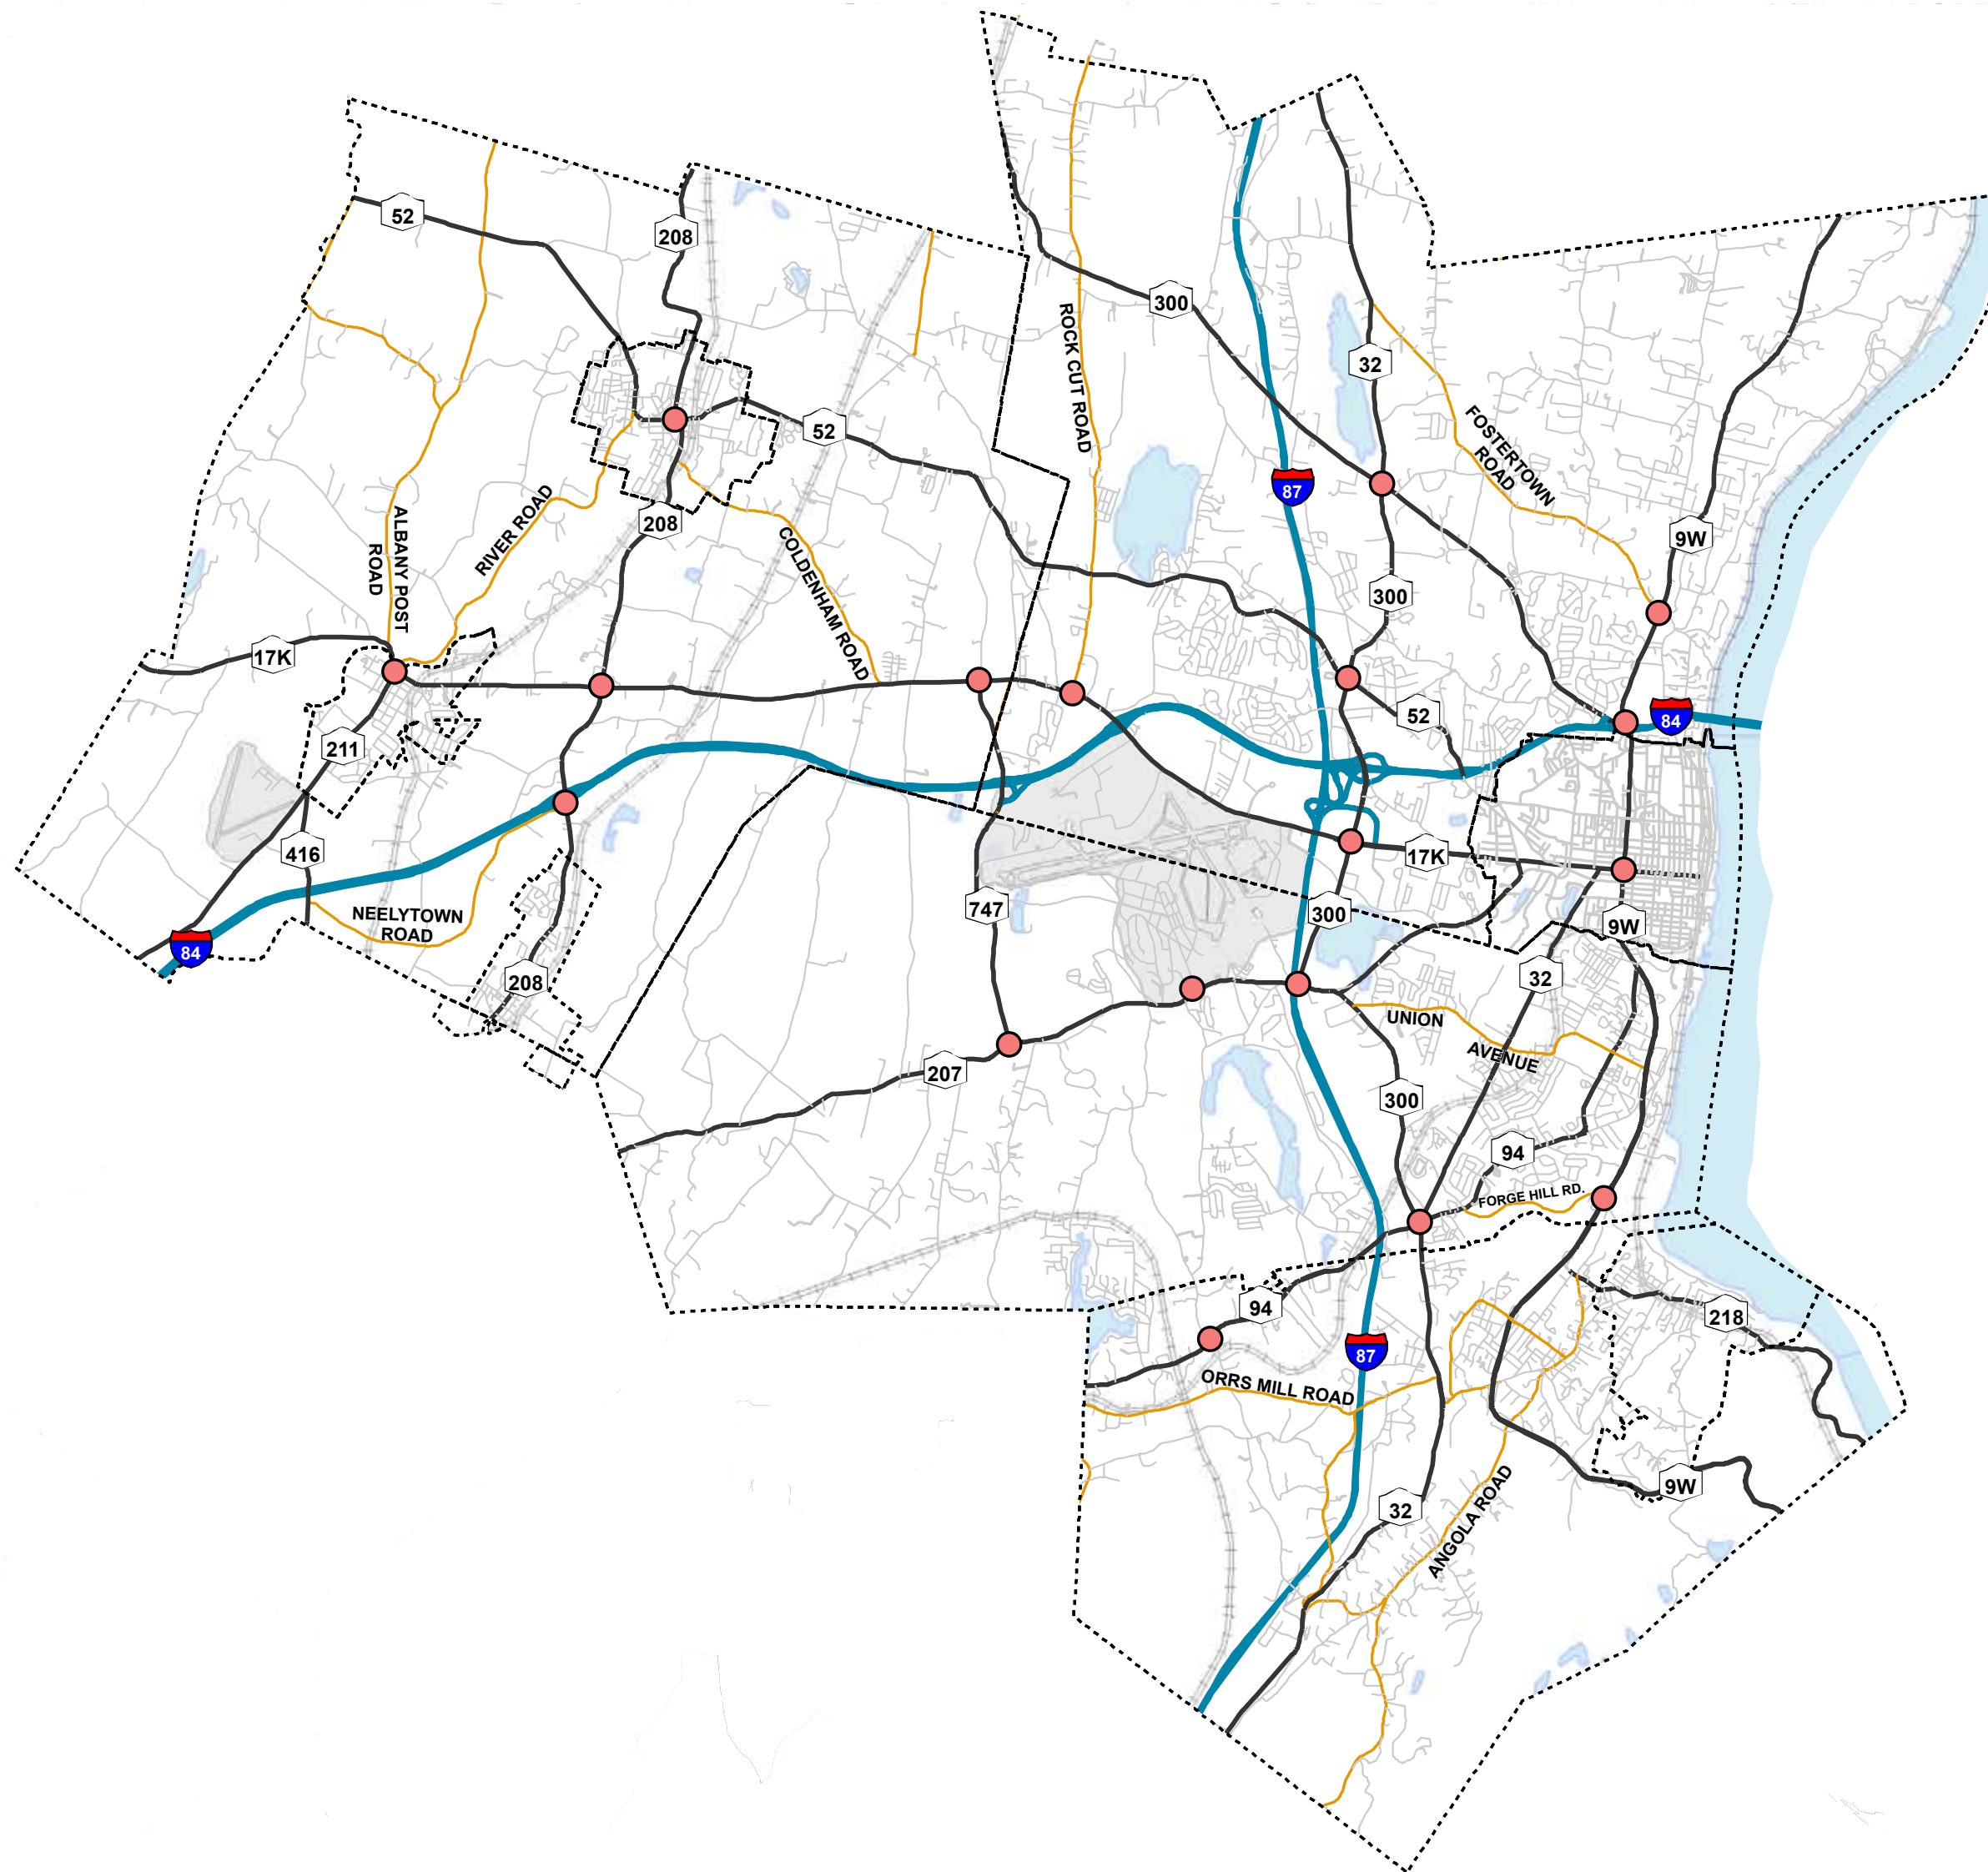 52
208
300
32
ROCK CUT ROAD
52
FOSTERTOWN
ROAD
87
208
9W
ALBANY POST
ROAD
RIVER ROAD
COLDENHAM ROAD
300
17K
52
84
211
416
17K
747
300
NEELYTOWN
ROAD
9W
84
208
32
UNION
AVENUE
207
300
94
FORGE HILL RD.
94
218
87
ORRS MILL ROAD
9W
32
ANGOLA ROAD